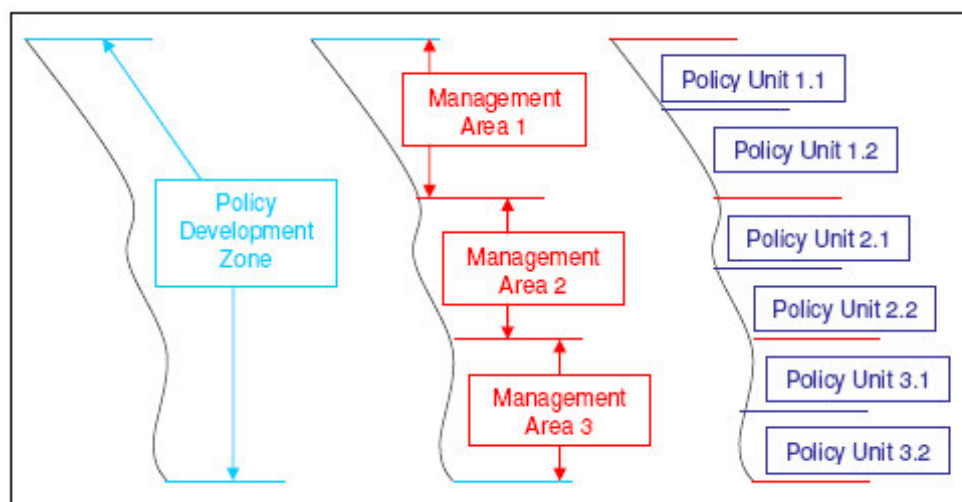 Policy
Development
Zone
Management
Area 1
Management
Area 2
Management
Area 3
Policy Unit 1.1
Policy Unit 1.2
Policy Unit 2.1
Policy Unit 2.2
Policy Unit 3.1
Policy Unit 3.2